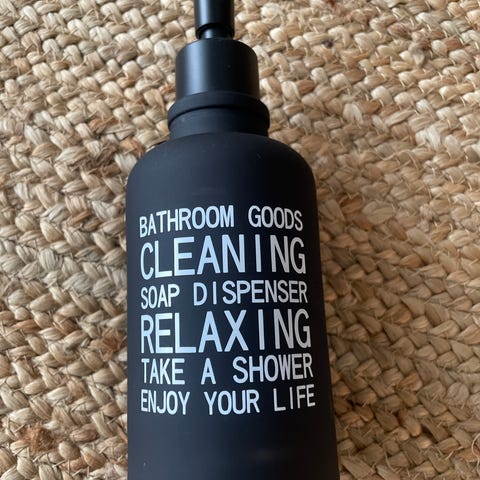 BATHROOM GOODS
CLEANING
SOAP DISPENSER
RELAXING
TAKE A SHOWER
ENJOY YOUR LIFE